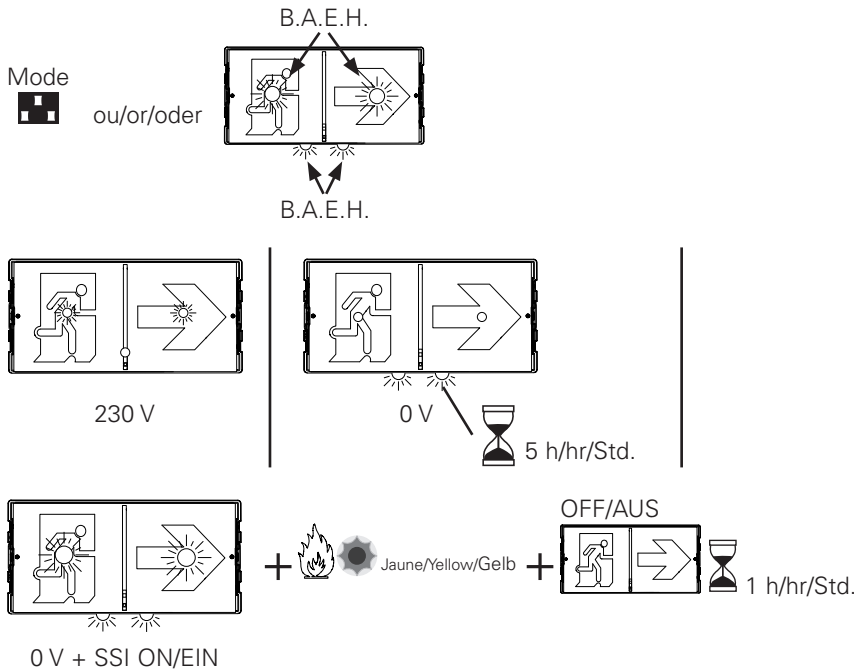 B.A.E.H.
Mode
ou/or/oder
B.A.E.H.
230 V
0 V
5 h/hr/Std.
OFF/AUS
Jaune/Yellow/Gelb
1 h/hr/Std.
0 V + SSI ON/EIN